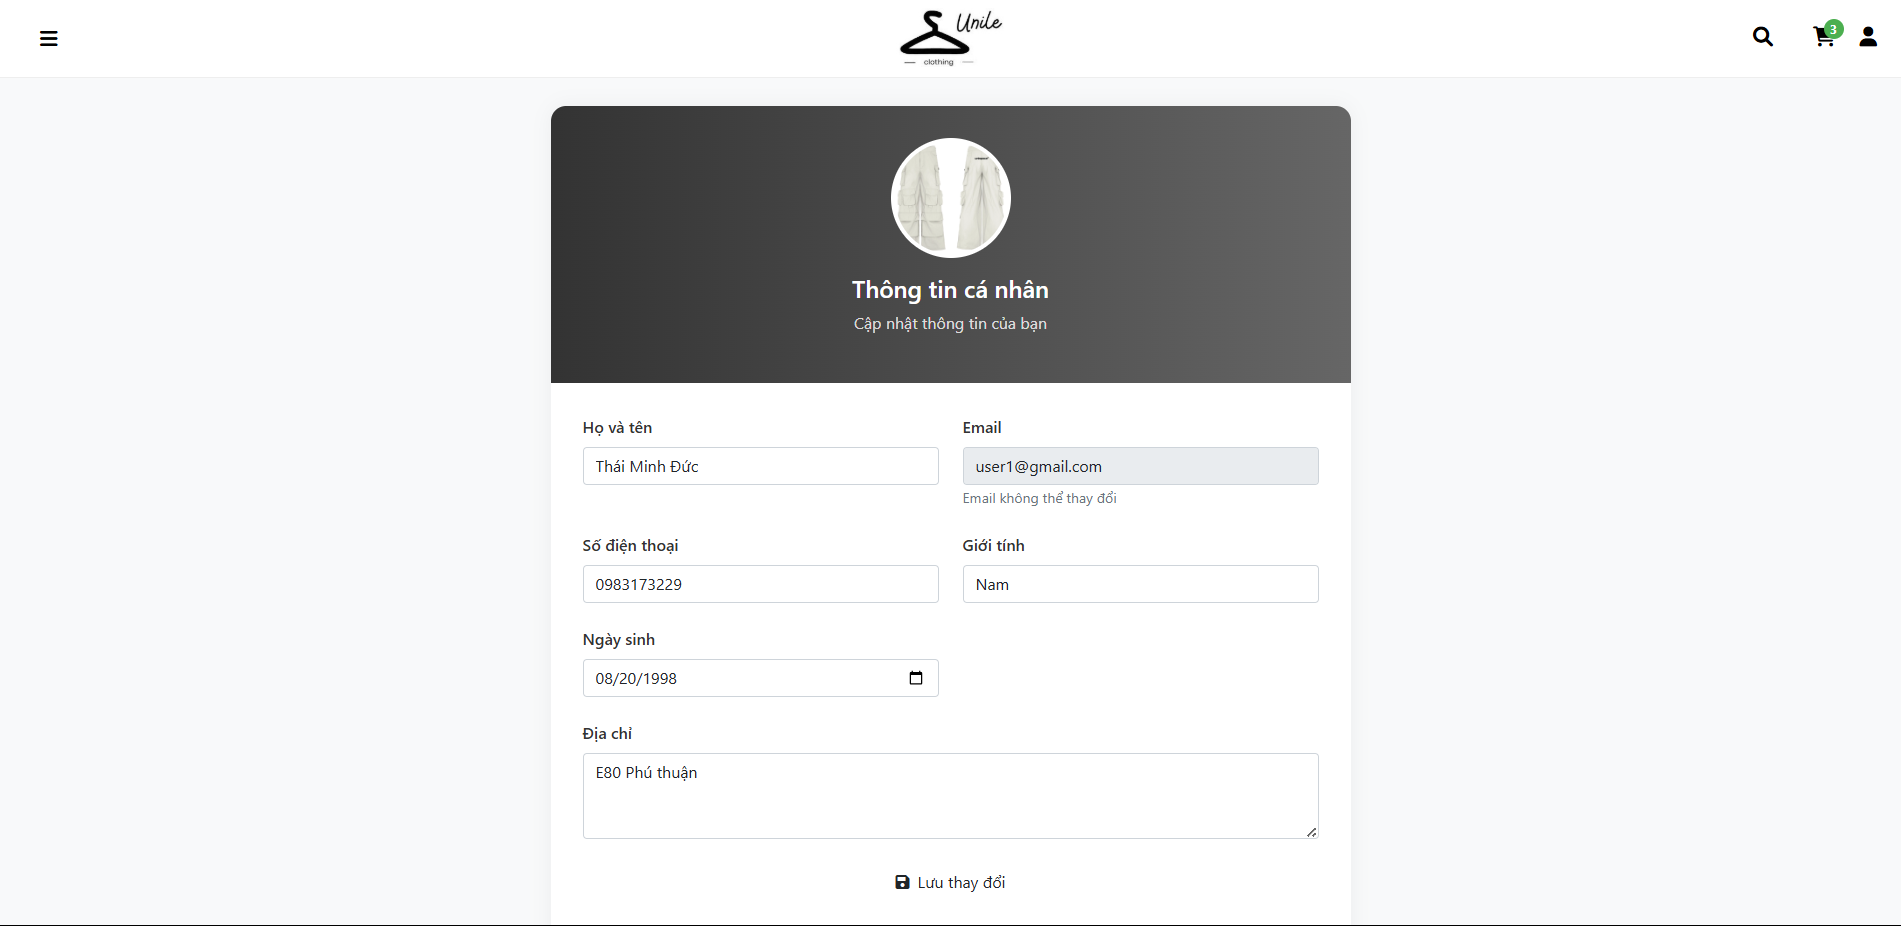 Unile
clothing
3
Thông tin cá nhân
Cập nhật thông tin của bạn
Họ và tên
Email
Thái Minh Đức
user1@gmail.com
Email không thể thay đổi
Số điện thoại
Giới tính
0983173229
Nam
Ngày sinh
08/20/1998
Địa chỉ
E80 Phú thuận
Lưu thay đổi